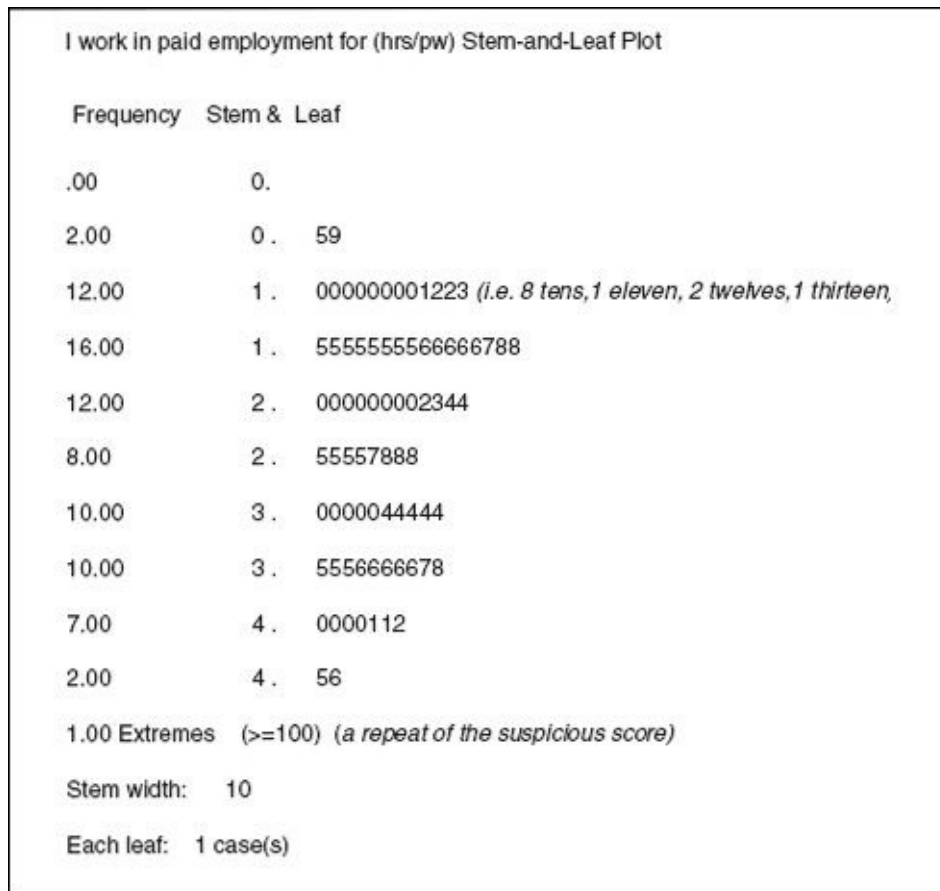 I work in paid employment for (hrs/pw) Stem-and-Leaf Plot
Frequency Stem & Leaf
.00 0.
2.00 0 . 59
12.00 1 . 000000001223 (i.e. 8 tens,1 eleven, 2 twelves,1 thirteen,
16.00 1 . 5555555566666788
12.00 2 . 000000002344
8.00 2 . 55557888
10.00 3 . 0000044444
10.00 3 . 5556666678
7.00 4 . 0000112
2.00 4 . 56
1.00 Extremes (>=100) (a repeat of the suspicious score)
Stem width: 10
Each leaf: 1 case(s)